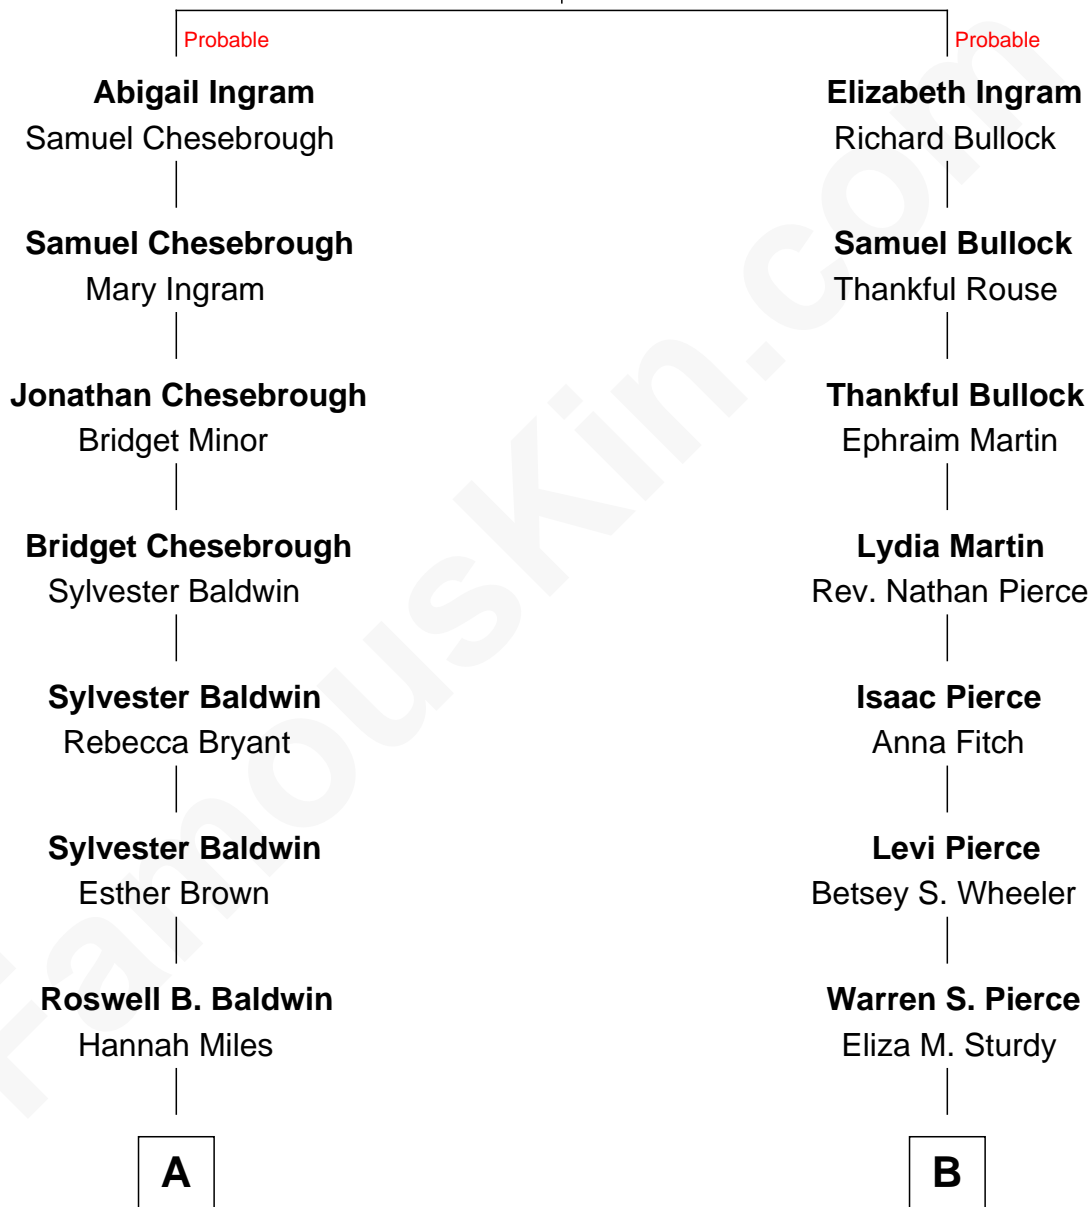 Probable
Abigail Ingram
Samuel Chesebrough
Samuel Chesebrough
Mary Ingram
Jonathan Chesebrough
Bridget Minor
Bridget Chesebrough
Sylvester Baldwin
Sylvester Baldwin
Rebecca Bryant
Sylvester Baldwin
Esther Brown
Roswell B. Baldwin
Hannah Miles
A
Probable
Elizabeth Ingram
Richard Bullock
Samuel Bullock
Thankful Rouse
Thankful Bullock
Ephraim Martin
Lydia Martin
Rev. Nathan Pierce
Isaac Pierce
Anna Fitch
Levi Pierce
Betsey S. Wheeler
Warren S. Pierce
Eliza M. Sturdy
B
FamousKin.com